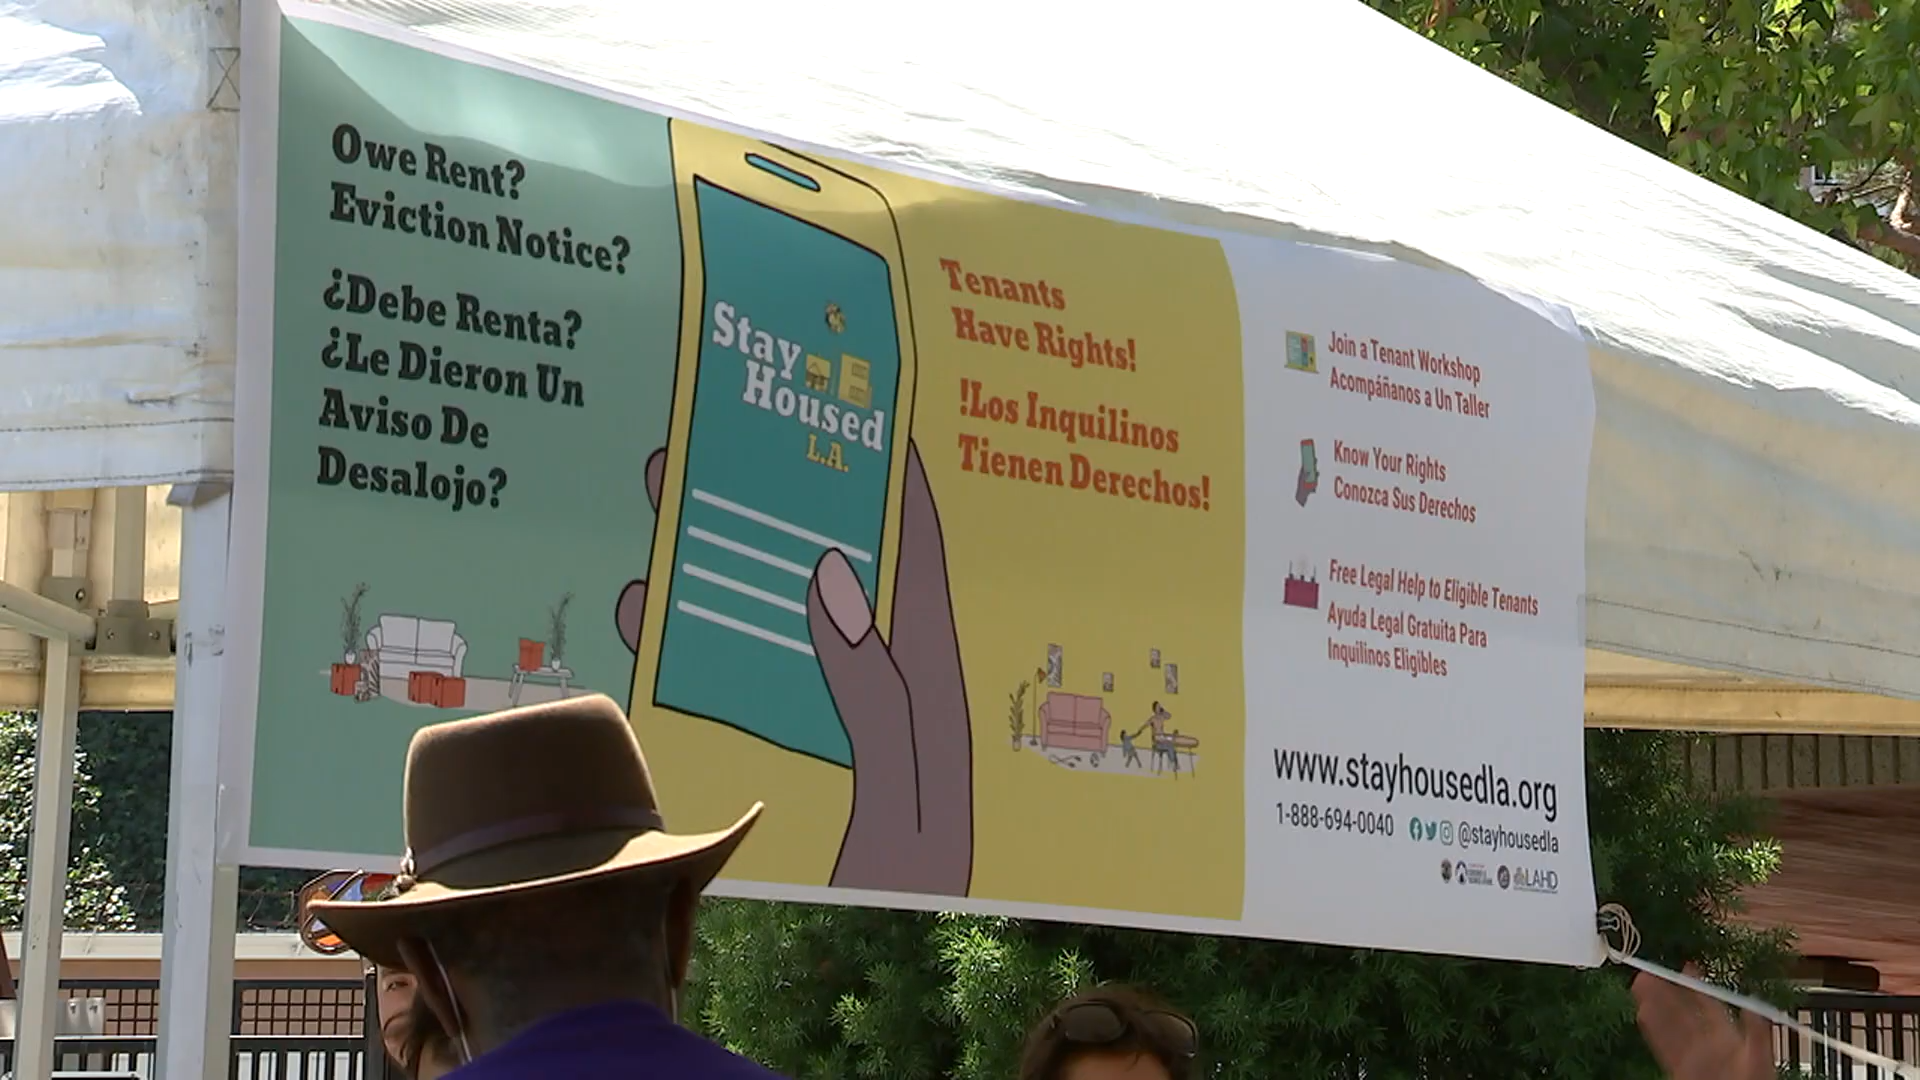 Owe Rent?
Eviction Notice?
¿Debe Renta?
¿Le Dieron Un
Aviso De
Desalojo?
Stay
Housed
L.A.
Tenants
Have Rights!
!Los Inquilinos
Tienen Derechos!
Join a Tenant Workshop
Acompáñanos a Un Taller
Know Your Rights
Conozca Sus Derechos
Free Legal Help to Eligible Tenants
Ayuda Legal Gratuita Para
Inquilinos Eligibles
www.stayhousedla.org
1-888-694-0040 @stayhousedla
LAHD